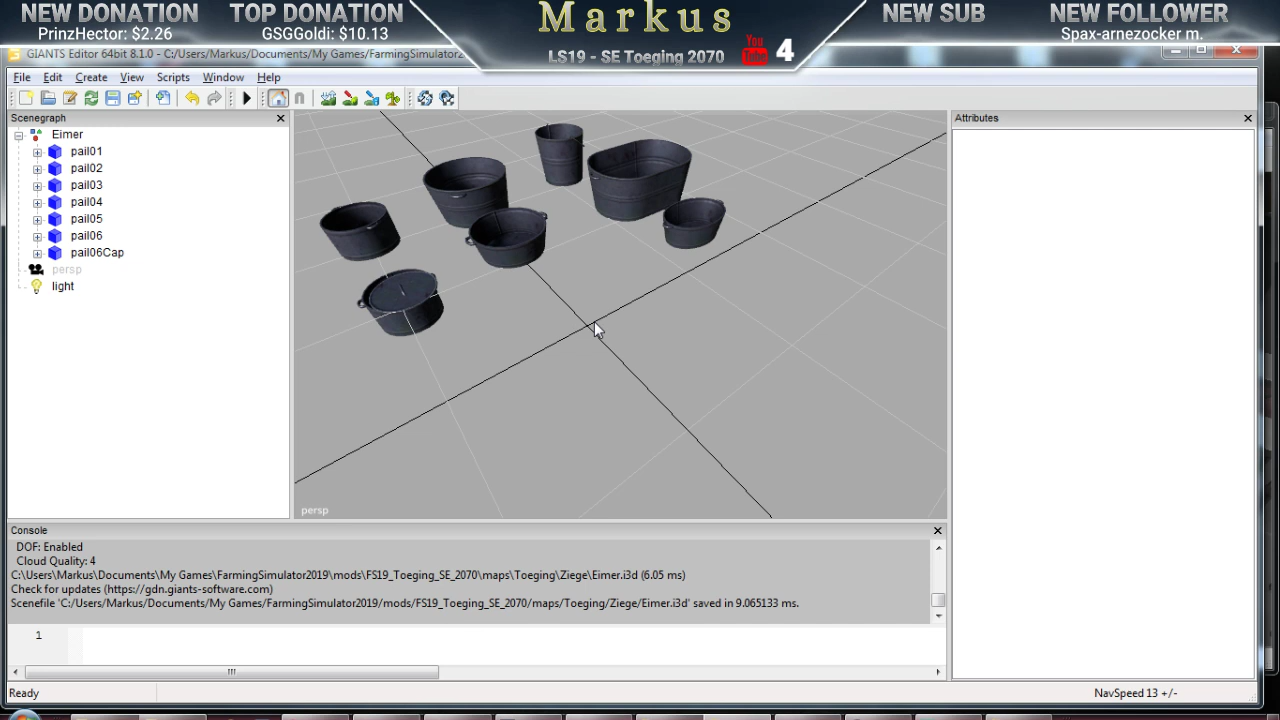 NEW DONATION
PrinzHector: $2.26
TOP DONATION
GSGGoldi: $10.13
Markus
LS19 - SE Toeging 2070
You
Tube
4
NEW SUB
NEW FOLLOWER
Spax-arnezocker m.
GIANTS Editor 64bit 8.1.0 - C:/Users/Markus/Documents/My Games/FarmingSimulator2
File Edit Create View Scripts Window Help
Scenegraph
Eimer
pail01
pail02
pail03
pail04
pail05
pail06
pail06Cap
persp
light
persp
Attributes
Console
DOF: Enabled
Cloud Quality: 4
C:\Users\Markus\Documents\My Games\FarmingSimulator2019\mods\FS19_Toeging_SE_2070\maps\Toeging\Ziege\Eimer.i3d (6.05 ms)
Check for updates (https://gdn.giants-software.com)
Scenefile 'C:/Users/Markus/Documents/My Games/FarmingSimulator2019/mods/FS19_Toeging_SE_2070/maps/Toeging/Ziege/Eimer.i3d' saved in 9.065133 ms.
1
Ready
NavSpeed 13 +/-